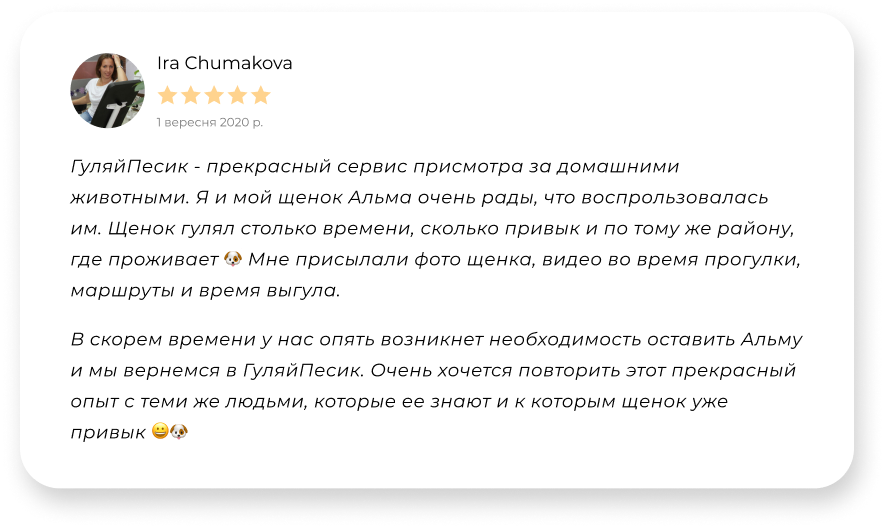 Ira Chumakova
1 вересня 2020 р.
ГуляйПесик - прекрасный сервис присмотра за домашними
животными. Я и мой щенок Альма очень рады, что воспрользовалась
им. Щенок гулял столько времени, сколько привык и по тому же району,
где проживает 🐶 Мне присылали фото щенка, видео во время прогулки,
маршруты и время выгула.
В скорем времени у нас опять возникнет необходимость оставить Альму
и мы вернемся в ГуляйПесик. Очень хочется повторить этот прекрасный
опыт с теми же людьми, которые ее знают и к которым щенок уже
привык 😀🐶